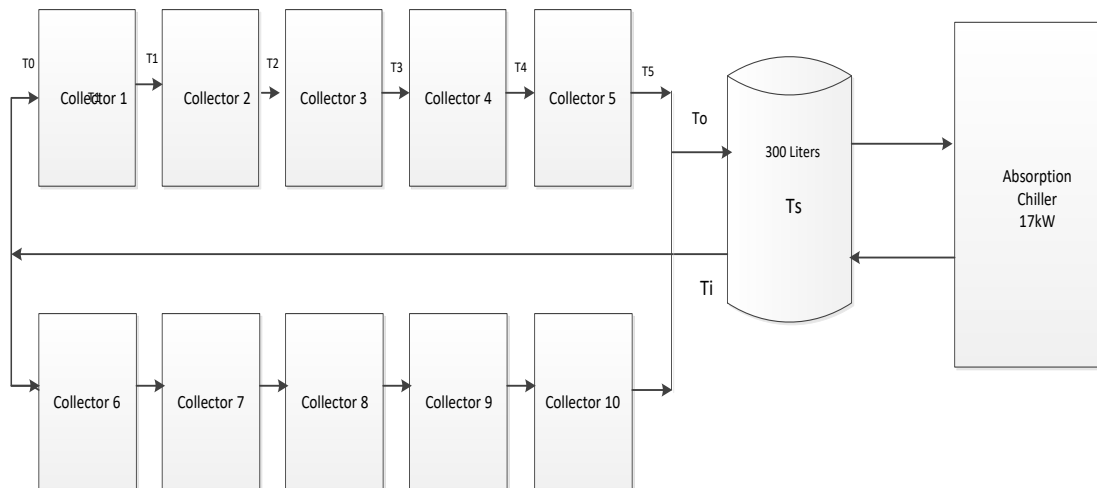 T0
T1
T2
T3
T4
T5
Collector 1
Collector 2
Collector 3
Collector 4
Collector 5
To
300 Liters
Ts
Absorption
Chiller
17kW
Ti
Collector 6
Collector 7
Collector 8
Collector 9
Collector 10